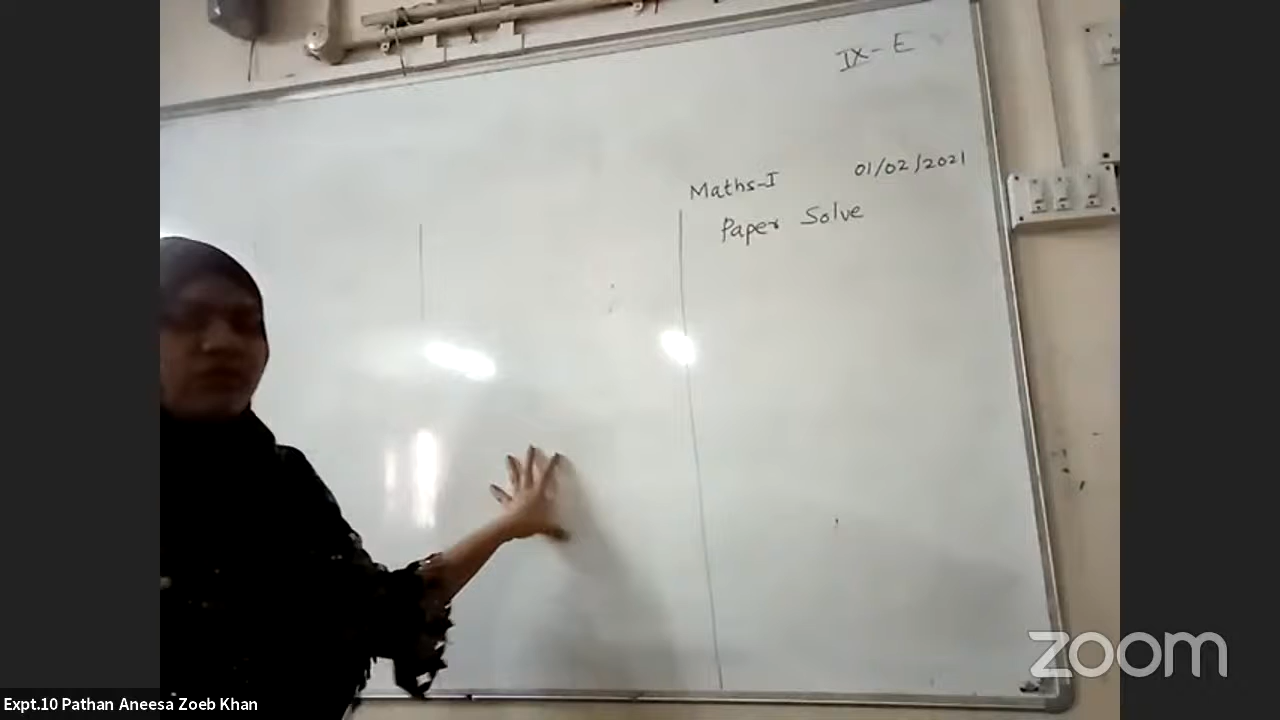 IX- E
Maths-I 01/02/2021
Paper Solve
zoom
Expt.10 Pathan Aneesa Zoeb Khan